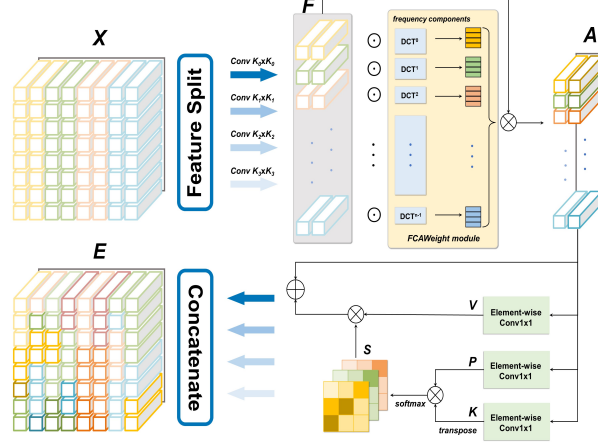 X
F
A
Feature Split
Conv K₀xK₀
Conv K₁xK₁
Conv K₂xK₂
Conv K₃xK₃
frequency components
DCT⁰
DCT¹
DCT²
DCTⁿ⁻¹
FCAWeight module
E
Concatenate
V
Element-wise
Conv1x1
S
P
Element-wise
Conv1x1
softmax
K
transpose
Element-wise
Conv1x1